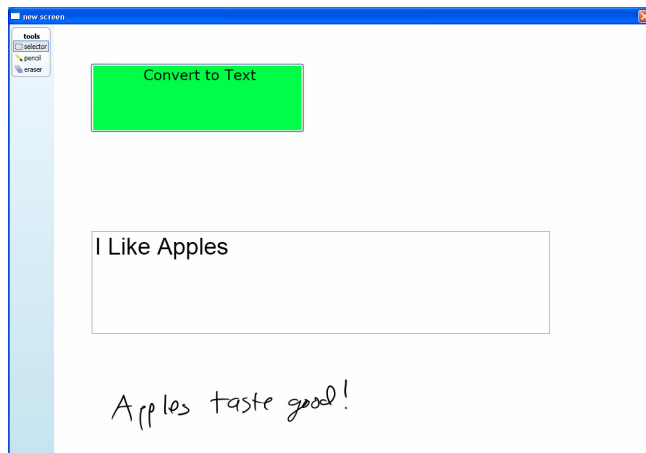 new screen
tools
selector
pencil
eraser
Convert to Text
I Like Apples
Apples taste good!